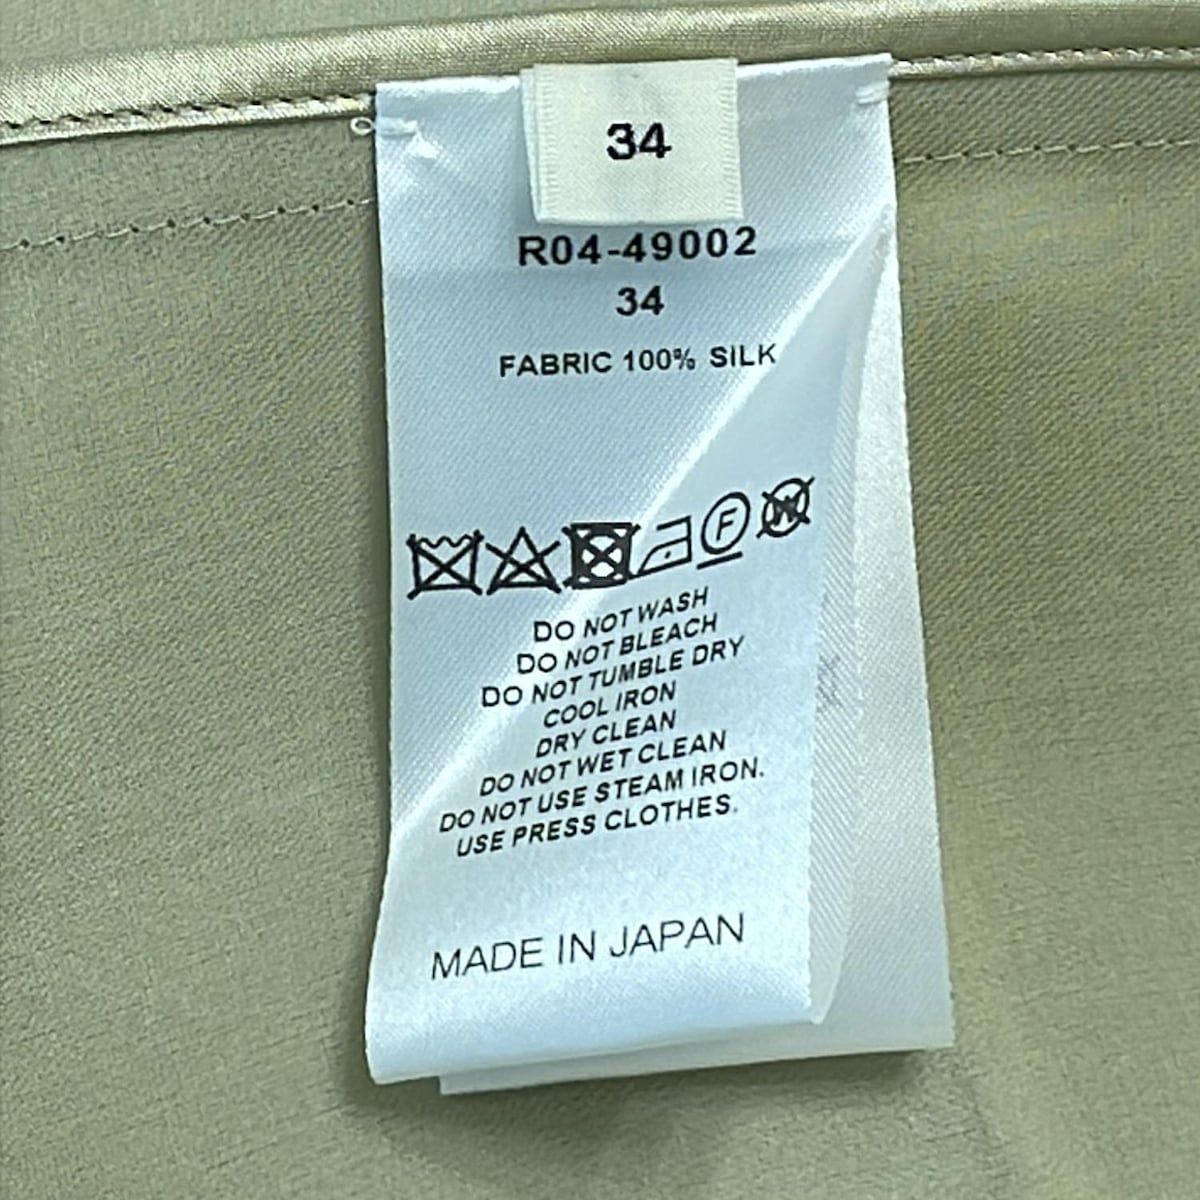 34
R04-49002
34
FABRIC 100% SILK
F W
DO NOT WASH
DO NOT BLEACH
DO NOT TUMBLE DRY
COOL IRON
DRY CLEAN
DO NOT WET CLEAN
DO NOT USE STEAM IRON.
USE PRESS CLOTHES.
MADE IN JAPAN